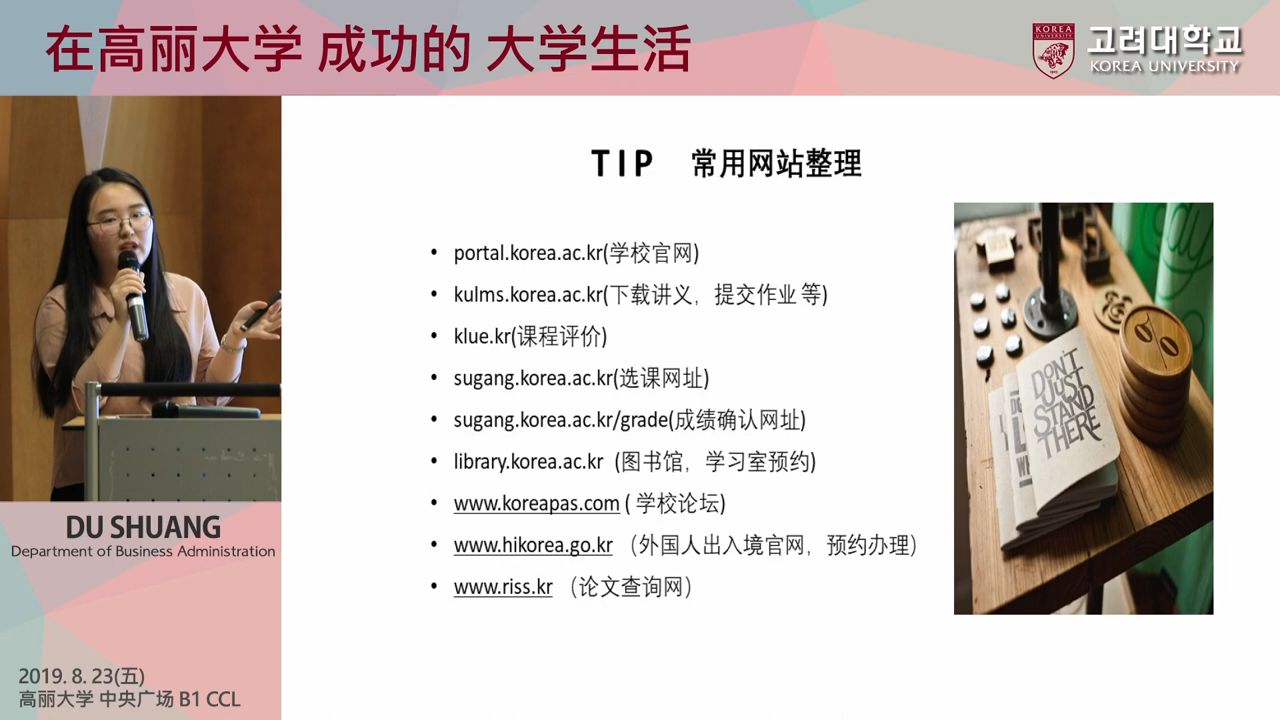 在高丽大学 成功的 大学生活
KOREA
UNIVERSITY
고려대학교
KOREA UNIVERSITY
TIP 常用网站整理
• portal.korea.ac.kr(学校官网)
• kulms.korea.ac.kr(下载讲义，提交作业 等)
• klue.kr(课程评价)
• sugang.korea.ac.kr(选课网址)
• sugang.korea.ac.kr/grade(成绩确认网址)
• library.korea.ac.kr (图书馆，学习室预约)
• www.koreapas.com ( 学校论坛)
• www.hikorea.go.kr （外国人出入境官网，预约办理）
• www.riss.kr （论文查询网）
DON'T
JUST
STAND
THERE
DU SHUANG
Department of Business Administration
2019. 8. 23(五)
高丽大学 中央广场 B1 CCL